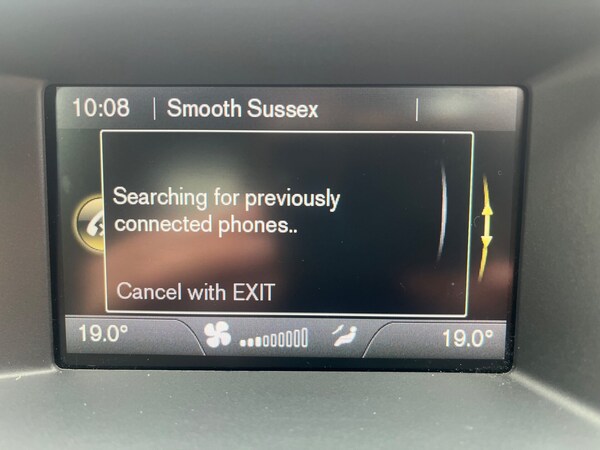 10:08 Smooth Sussex
Searching for previously
connected phones..
Cancel with EXIT
19.0° 19.0°